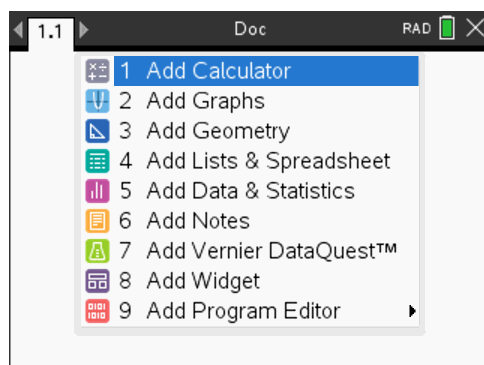 1.1 Doc RAD
1 Add Calculator
2 Add Graphs
3 Add Geometry
4 Add Lists & Spreadsheet
5 Add Data & Statistics
6 Add Notes
7 Add Vernier DataQuest™
8 Add Widget
9 Add Program Editor